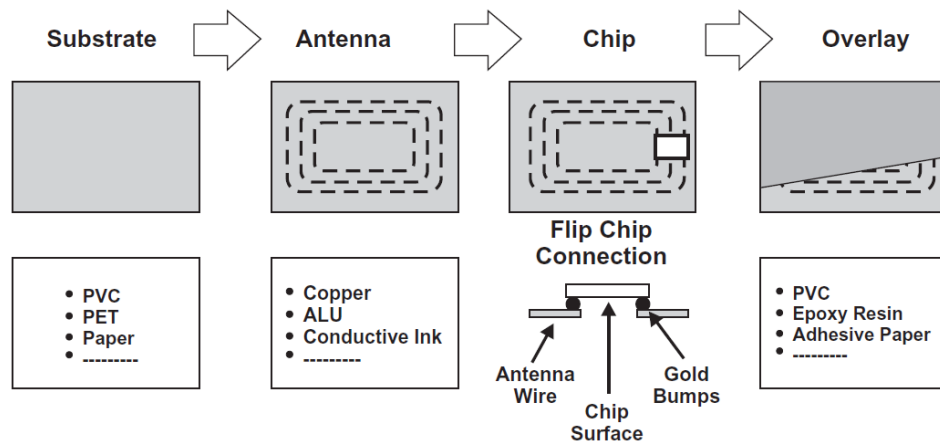 Substrate
Antenna
Chip
Overlay
Flip Chip
Connection
• PVC
• PET
• Paper
• ---------
• Copper
• ALU
• Conductive Ink
• ---------
Antenna
Wire
Chip
Surface
Gold
Bumps
• PVC
• Epoxy Resin
• Adhesive Paper
• ---------